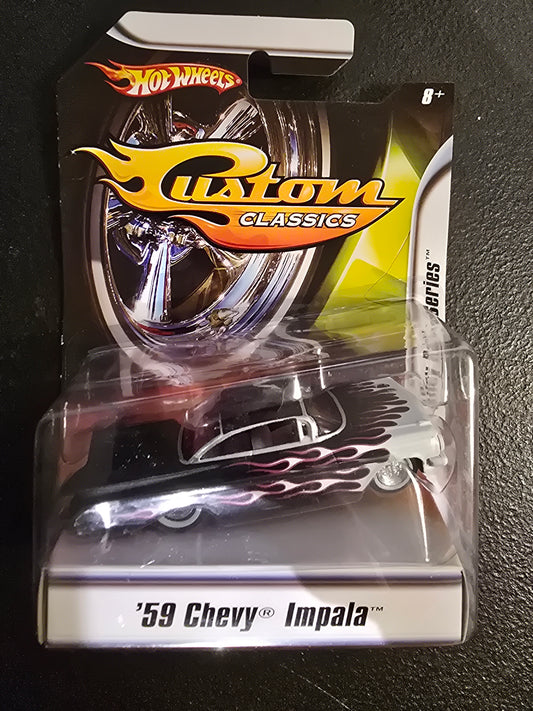 HOT WHEELS®
8+
Custom
CLASSICS
Series™
'59 Chevy® Impala™